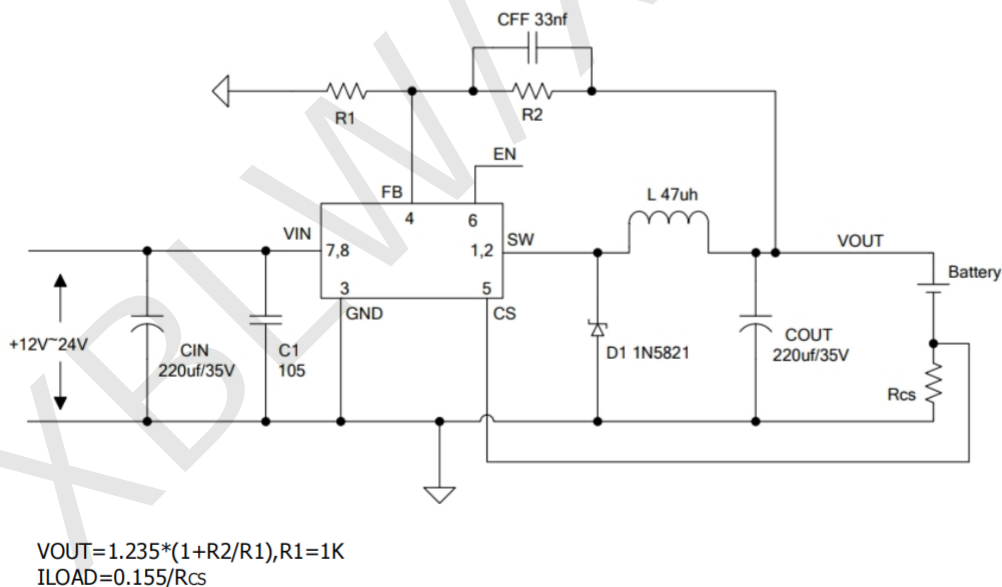 CFF 33nf
R1
R2
EN
FB
4
6
L 47uh
VIN
7,8
1,2
SW
VOUT
Battery
3
5
GND
CS
+12V~24V
CIN
220uf/35V
C1
105
D1 1N5821
COUT
220uf/35V
Rcs
VOUT=1.235*(1+R2/R1),R1=1K
ILOAD=0.155/RCS
XBLW